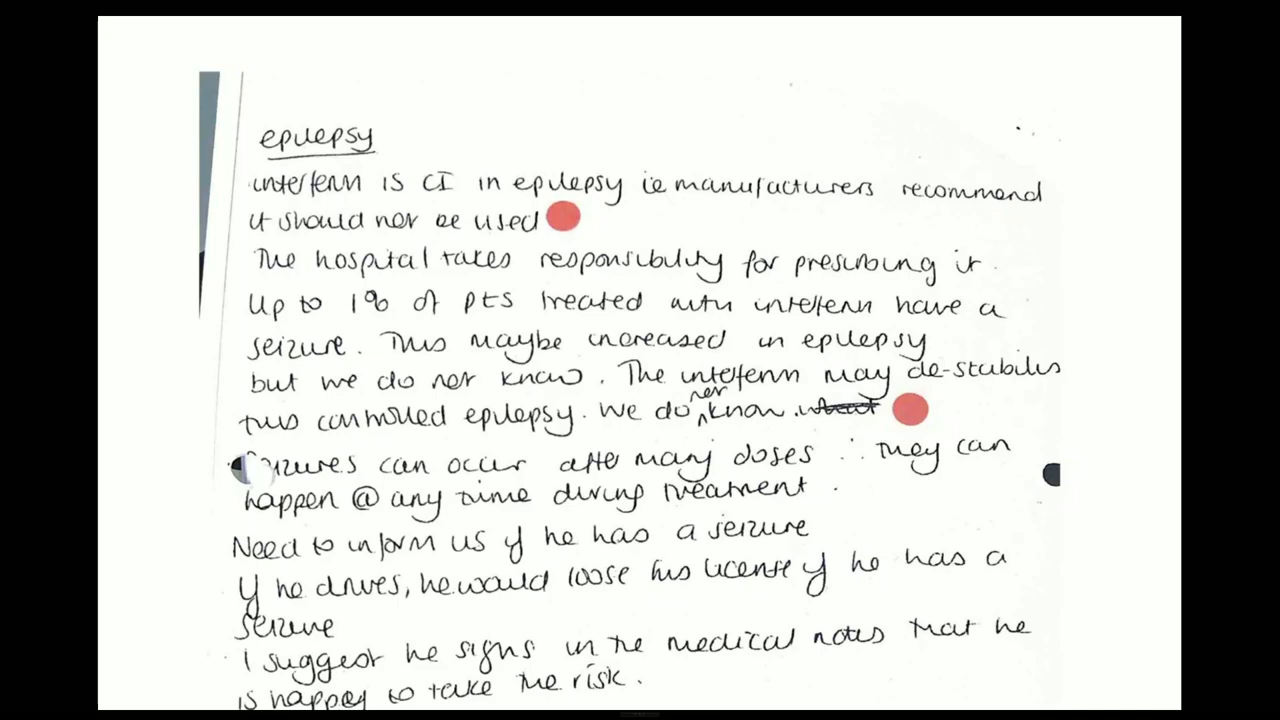 epilepsy
interferon is CI in epilepsy ie manufacturers recommend
it should not be used
The hospital takes responsibility for prescribing it.
Up to 1% of pts treated with interferon have a
seizure. This maybe increased in epilepsy
but we do not know. The interferon may de-stabilis
this controlled epilepsy. We do not know.
Seizures can occur after many doses ∴ They can
happen @ any time during treatment.
Need to inform us if he has a seizure
If he drives, he would loose his license if he has a
seizure
I suggest he signs in the medical notes that he
is happy to take the risk.